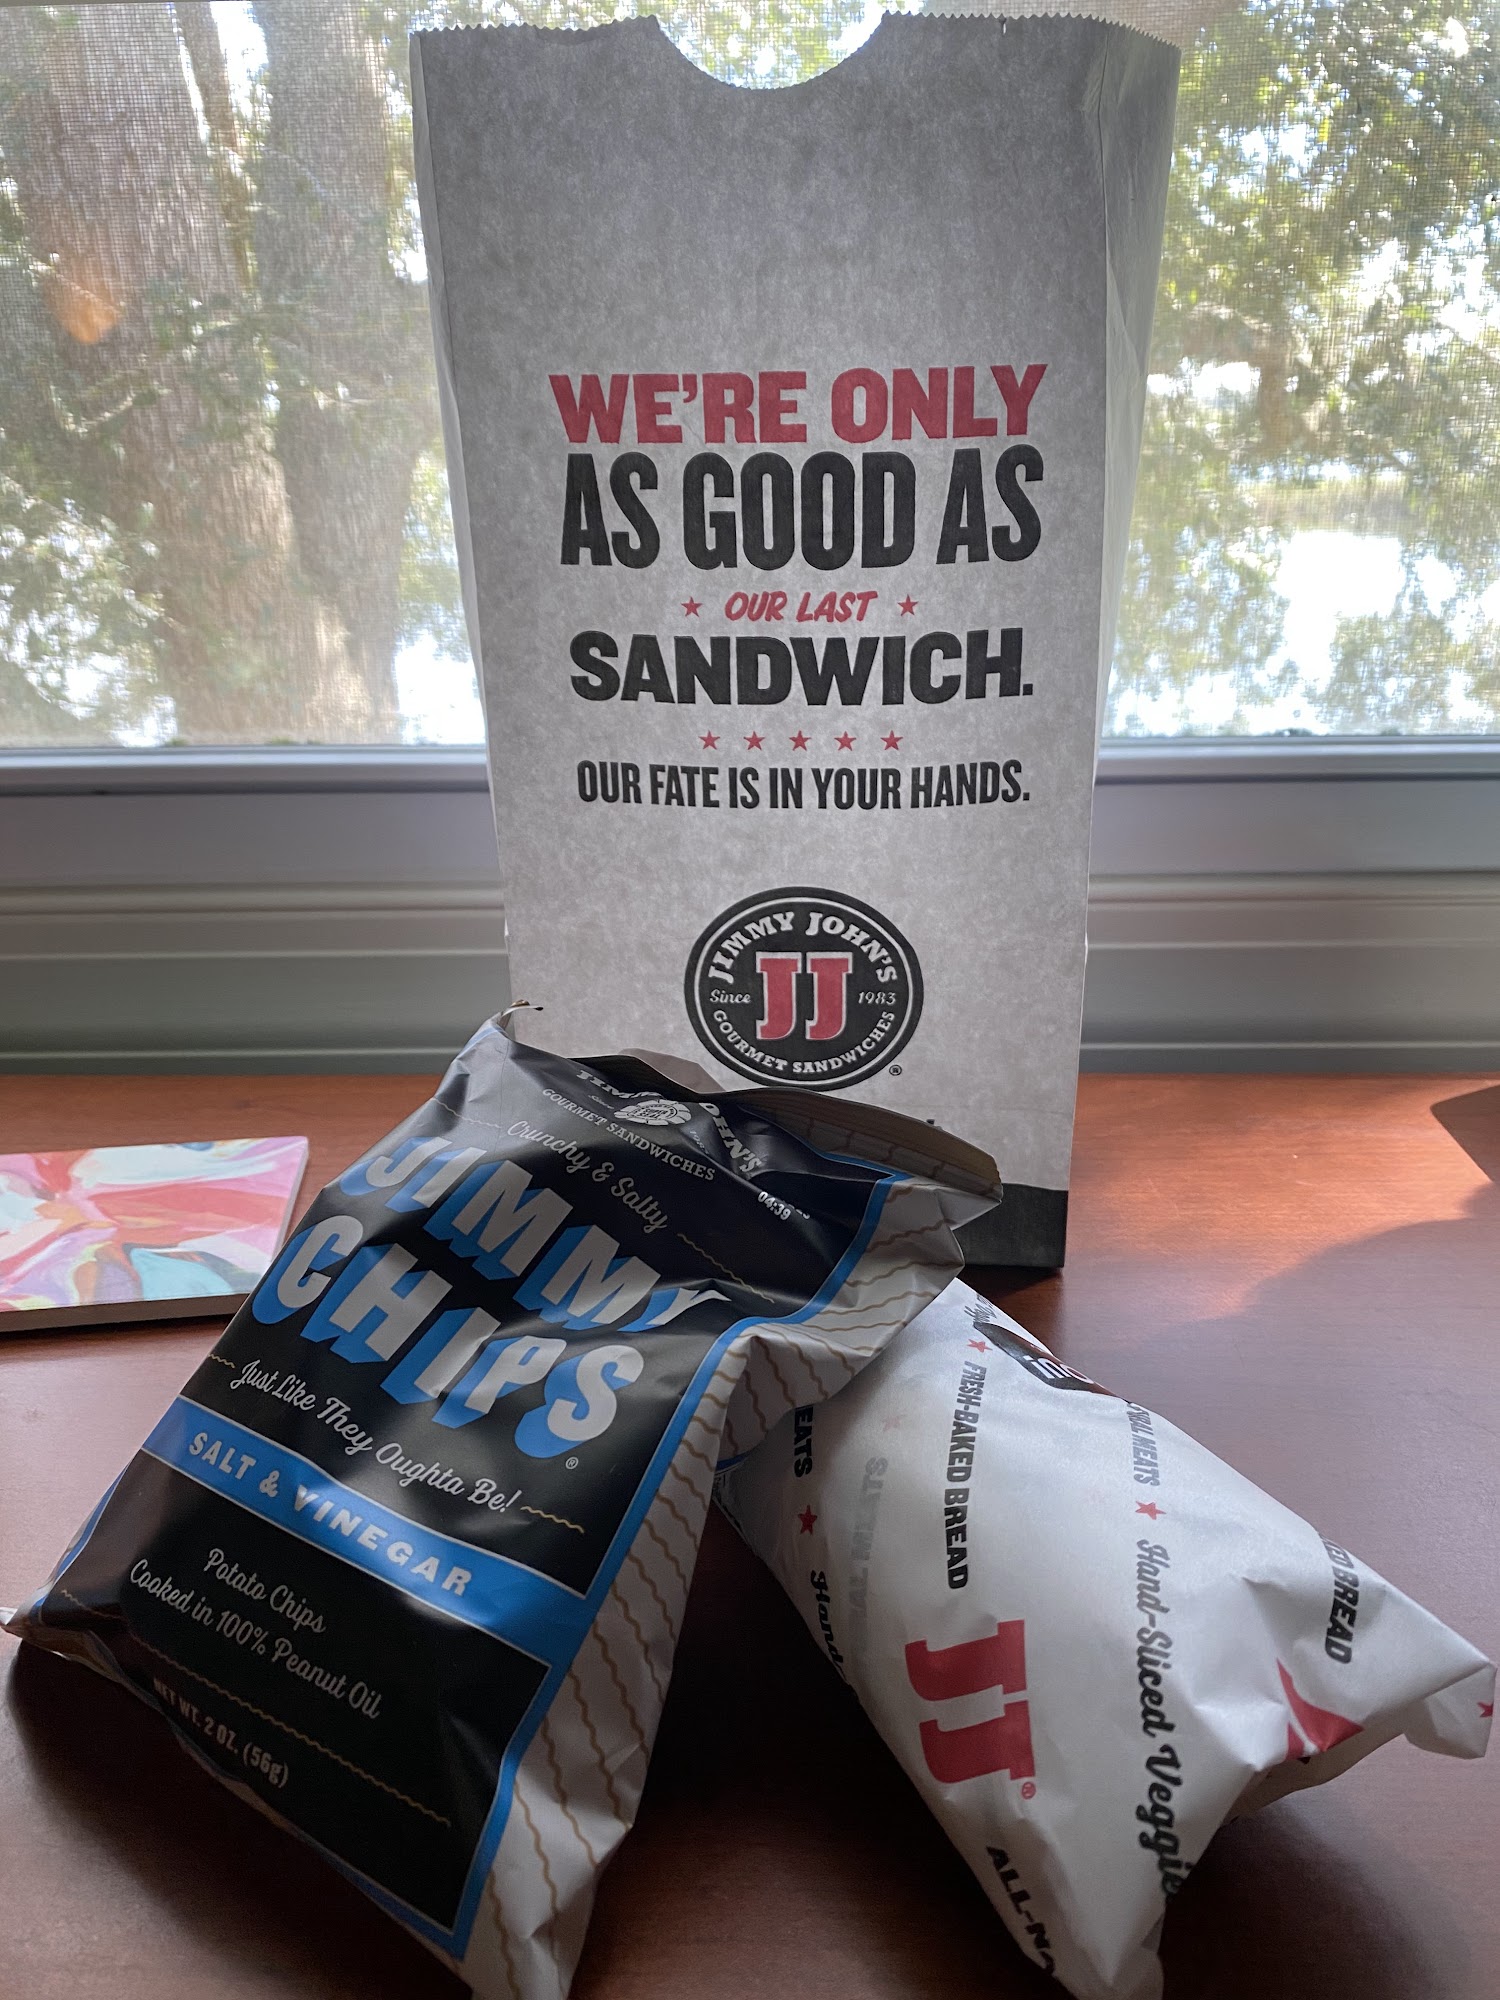 WE'RE ONLY
AS GOOD AS
★ OUR LAST ★
SANDWICH.
★ ★ ★ ★ ★
OUR FATE IS IN YOUR HANDS.
JIMMY JOHN'S
Since JJ 1983
GOURMET SANDWICHES
®
GOURMET SANDWICHES
04:39
Crunchy & Salty
JIMMY
CHIPS®
Just Like They Oughta Be!
SALT & VINEGAR
Potato Chips
Cooked in 100% Peanut Oil
NET WT. 2 OZ. (56g)
★ FRESH-BAKED BREAD
MEATS ★
★ Hand-Sliced Veggie
JJ®
BREAD